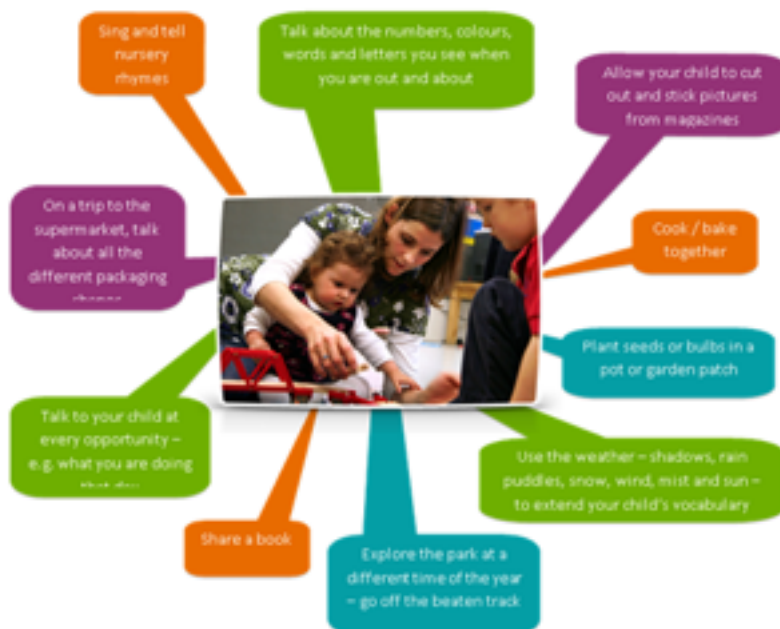 Sing and tell
nursery
rhymes
Talk about the numbers, colours,
words and letters you see when
you are out and about
Allow your child to cut
out and stick pictures
from magazines
On a trip to the
supermarket, talk
about all the
different packaging
Cook / bake
together
Plant seeds or bulbs in a
pot or garden patch
Talk to your child at
every opportunity –
e.g. what you are doing
that day
Use the weather – shadows, rain
puddles, snow, wind, mist and sun –
to extend your child's vocabulary
Share a book
Explore the park at a
different time of the year
– go off the beaten track